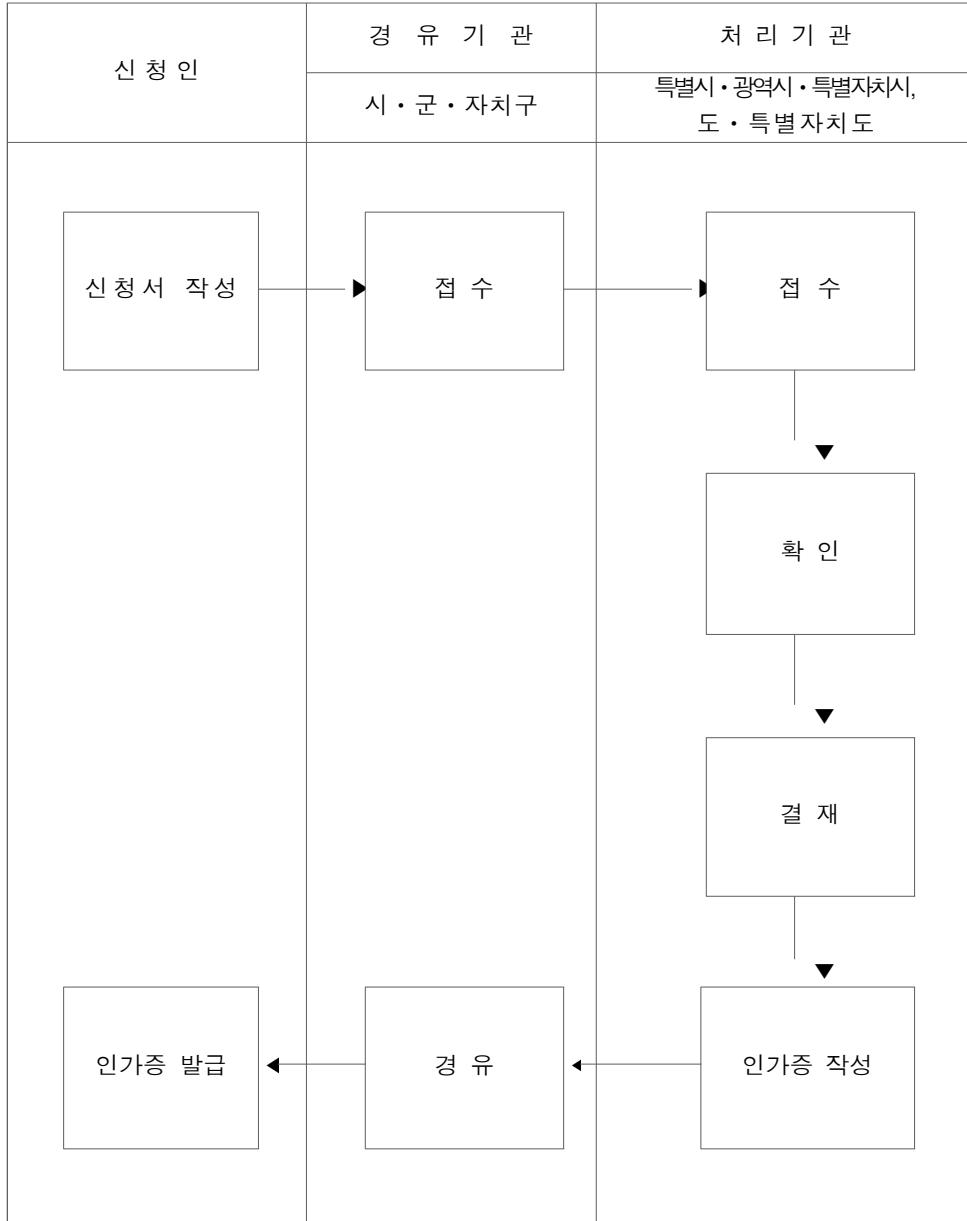 신청인
경 유 기 관
처 리 기 관
시·군·자치구
특별시·광역시·특별자치시,
도·특별자치도
신청서 작성
접 수
접 수
확 인
결 재
인가증 발급
경 유
인가증 작성